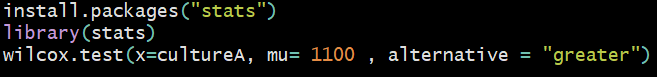 install.packages("stats")
library(stats)
wilcox.test(x=cultureA, mu= 1100 , alternative = "greater")